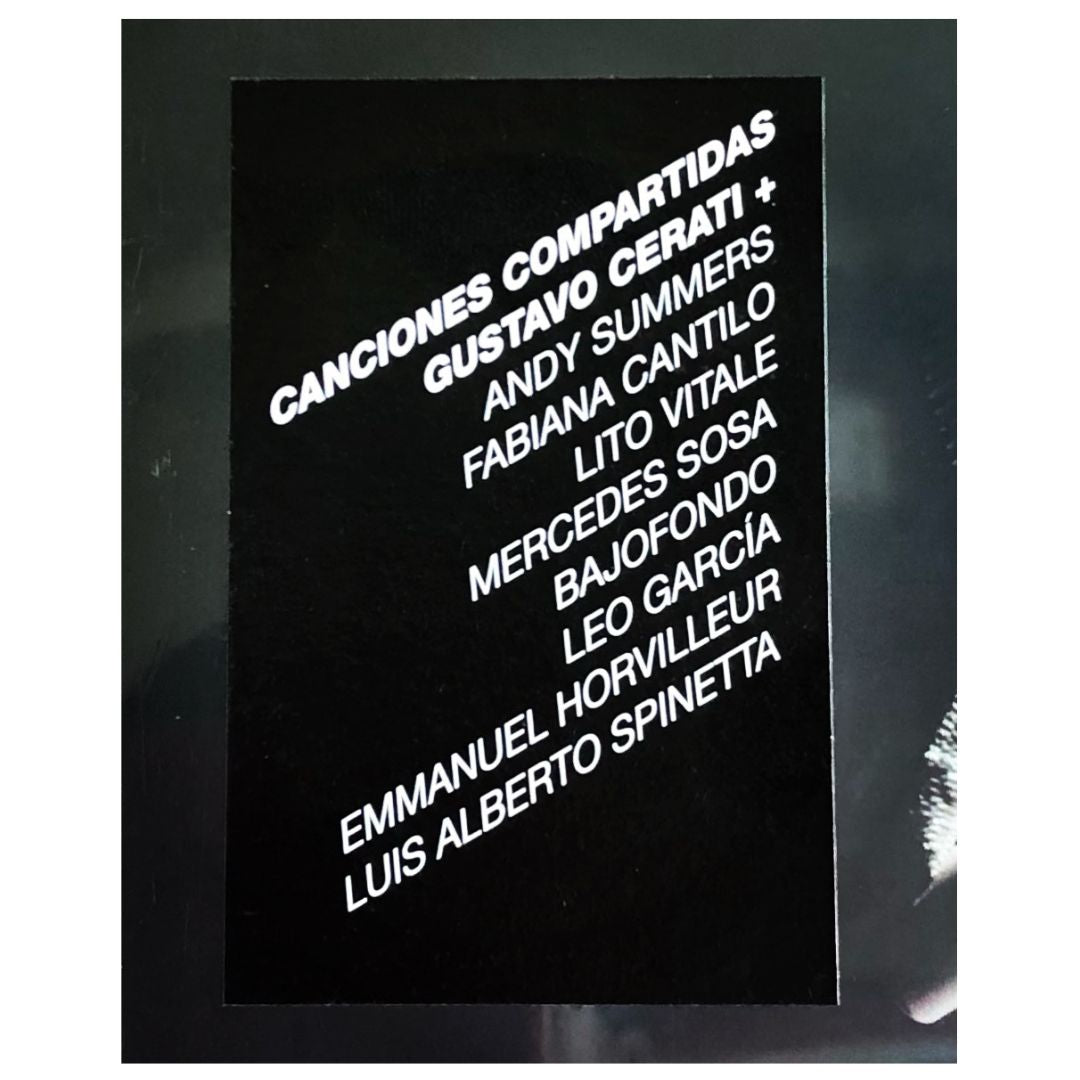 CANCIONES COMPARTIDAS
GUSTAVO CERATI +
ANDY SUMMERS
FABIANA CANTILO
LITO VITALE
MERCEDES SOSA
BAJOFONDO
LEO GARCÍA
EMMANUEL HORVILLEUR
LUIS ALBERTO SPINETTA